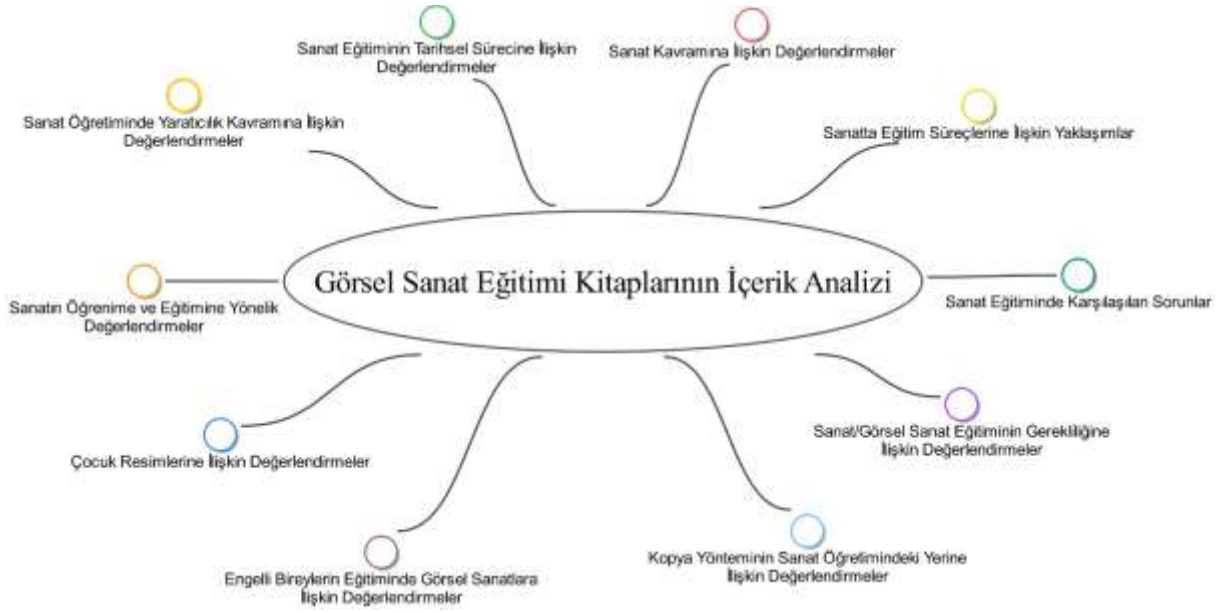 Sanat Eğitiminin Tarihsel Sürecine İlişkin
Değerlendirmeler
Sanat Kavramına İlişkin Değerlendirmeler
Sanat Öğretiminde Yaratıcılık Kavramına İlişkin
Değerlendirmeler
Sanatta Eğitim Süreçlerine İlişkin Yaklaşımlar
Görsel Sanat Eğitimi Kitaplarının İçerik Analizi
Sanatın Öğrenime ve Eğitimine Yönelik
Değerlendirmeler
Sanat Eğitiminde Karşılaşılan Sorunlar
Çocuk Resimlerine İlişkin Değerlendirmeler
Sanat/Görsel Sanat Eğitiminin Gerekliliğine
İlişkin Değerlendirmeler
Engelli Bireylerin Eğitiminde Görsel Sanatlara
İlişkin Değerlendirmeler
Kopya Yönteminin Sanat Öğretimindeki Yerine
İlişkin Değerlendirmeler